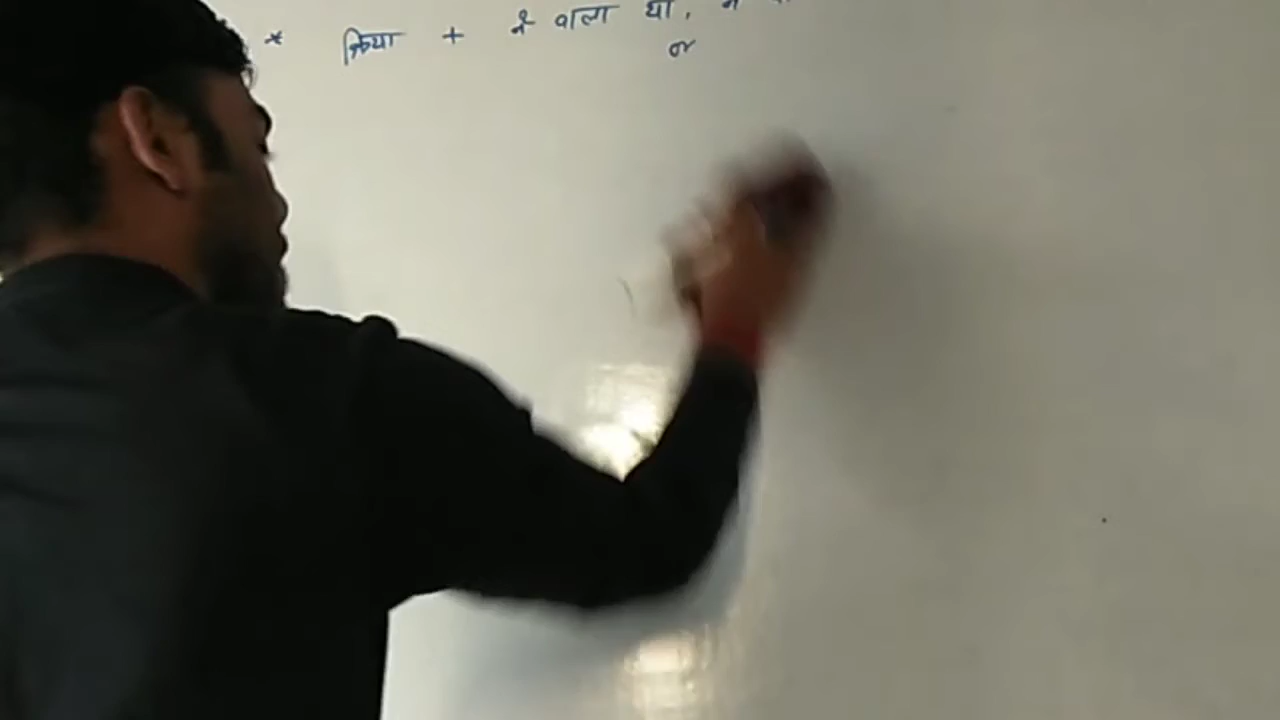 * क्रिया + ने वाला था, ने
or